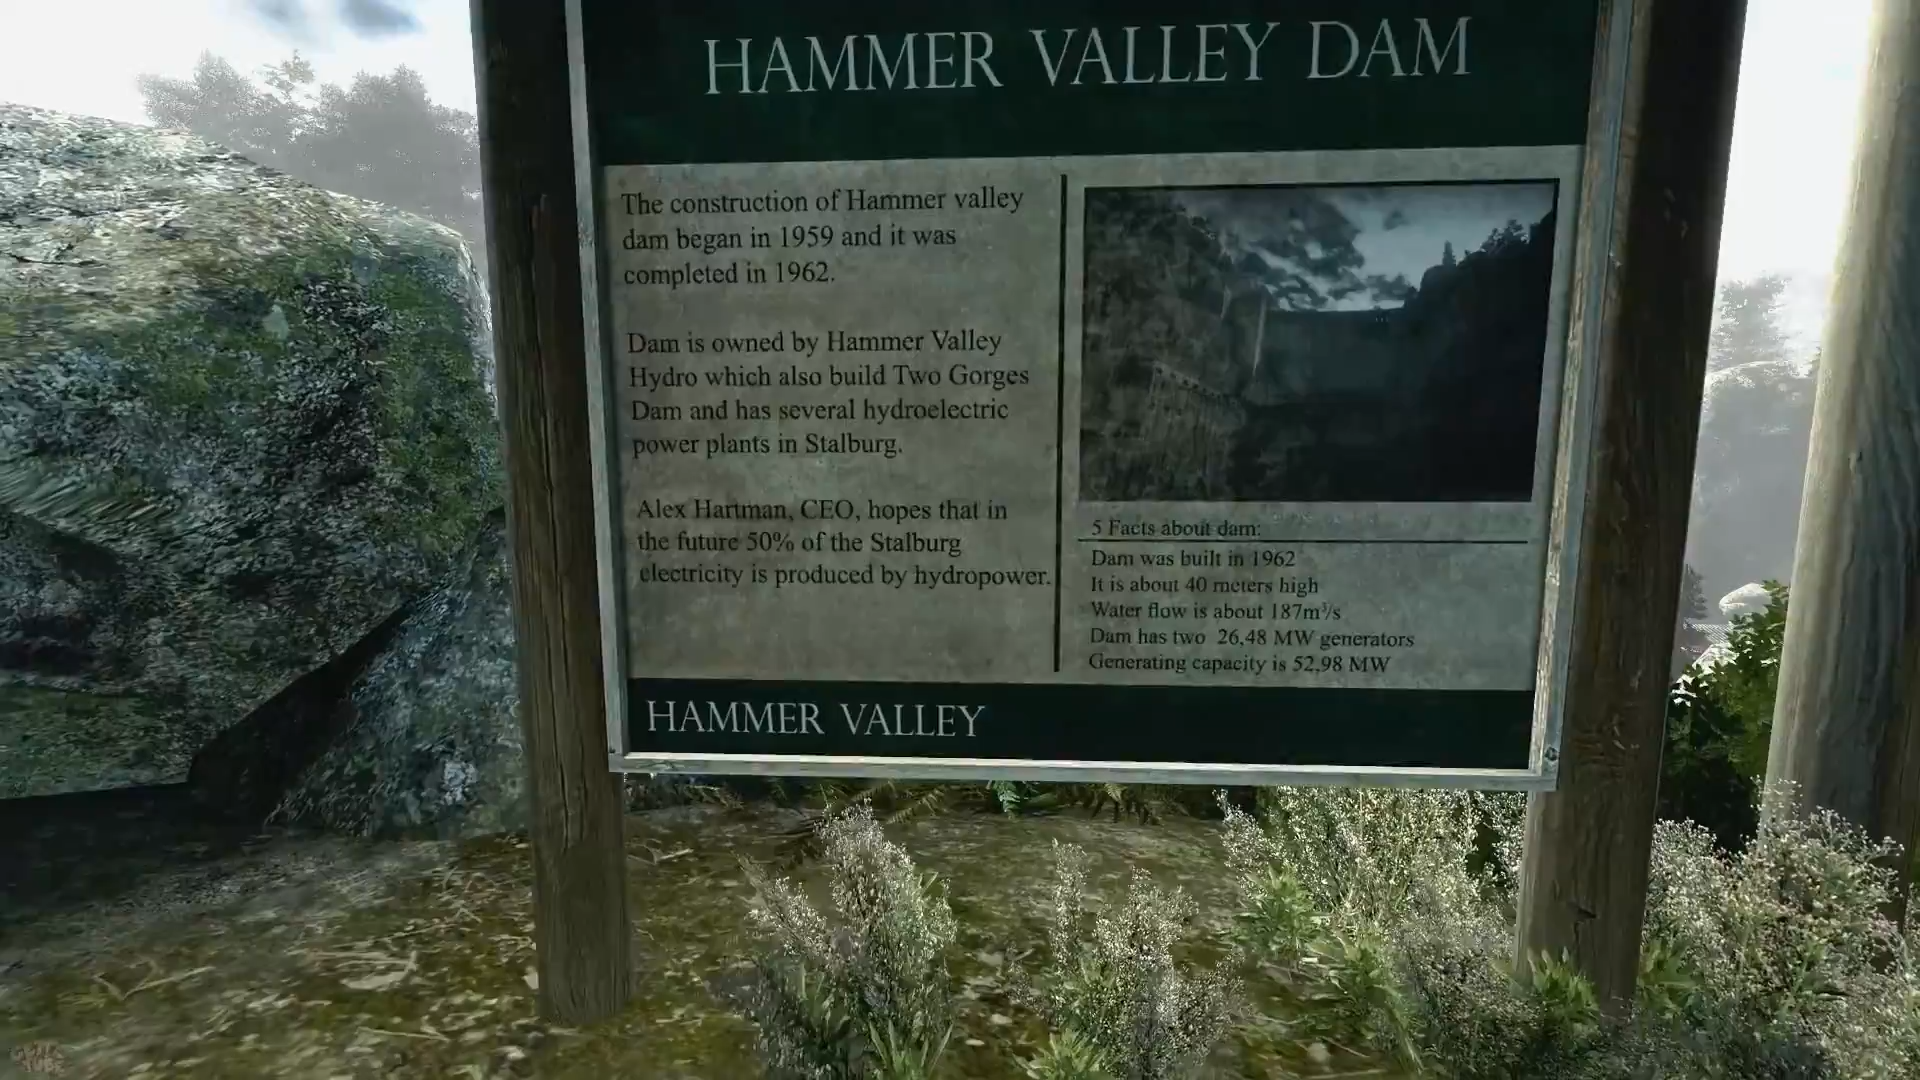 HAMMER VALLEY DAM
The construction of Hammer valley
dam began in 1959 and it was
completed in 1962.
Dam is owned by Hammer Valley
Hydro which also build Two Gorges
Dam and has several hydroelectric
power plants in Stalburg.
Alex Hartman, CEO, hopes that in
the future 50% of the Stalburg
electricity is produced by hydropower.
5 Facts about dam:
Dam was built in 1962
It is about 40 meters high
Water flow is about 187m³/s
Dam has two 26,48 MW generators
Generating capacity is 52,98 MW
HAMMER VALLEY